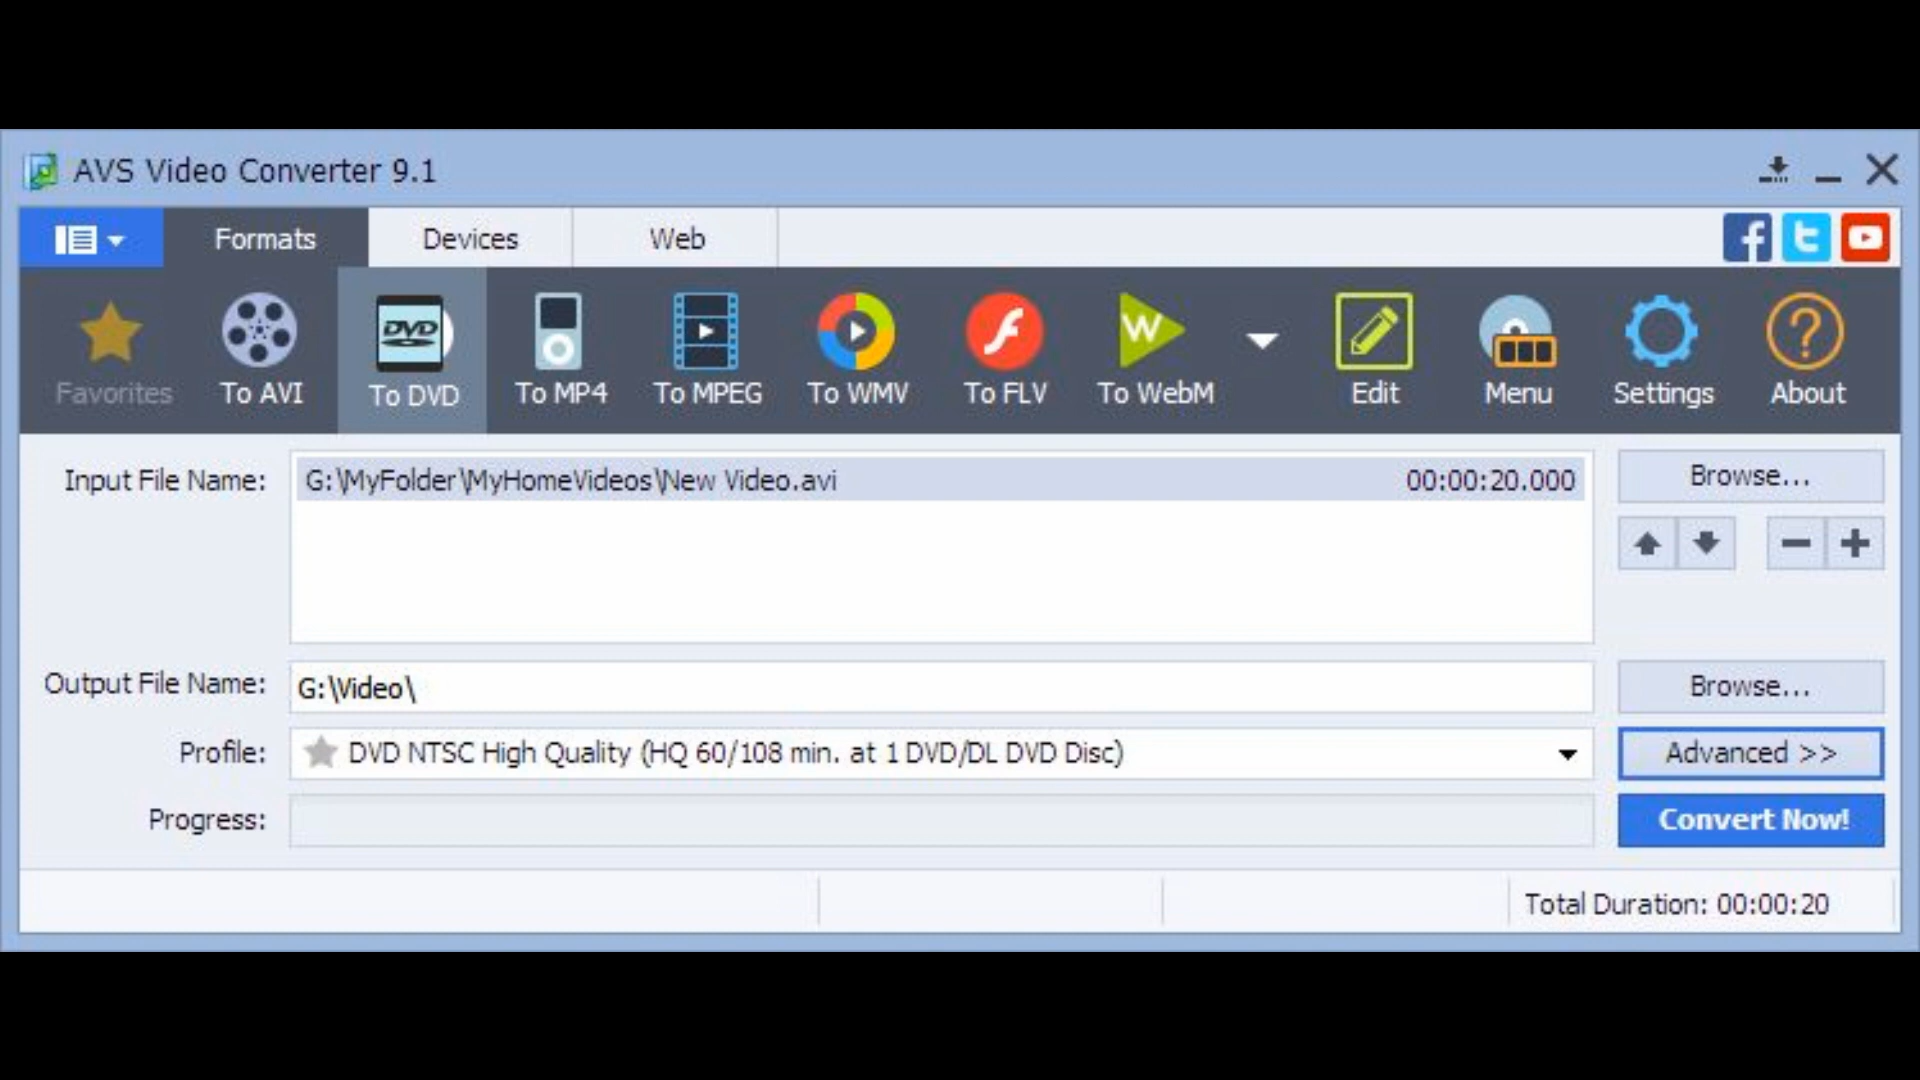 AVS Video Converter 9.1
Formats Devices Web
DVD
W
Favorites To AVI To DVD To MP4 To MPEG To WMV To FLV To WebM Edit Menu Settings About
Input File Name: G:\MyFolder\MyHomeVideos\New Video.avi 00:00:20.000 Browse...
Output File Name: G:\Video\ Browse...
Profile: DVD NTSC High Quality (HQ 60/108 min. at 1 DVD/DL DVD Disc) Advanced >>
Progress: Convert Now!
Total Duration: 00:00:20